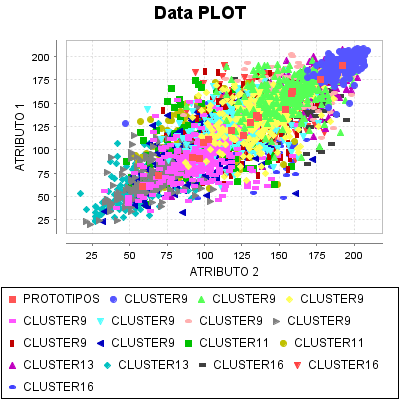 Data PLOT
ATRIBUTO 1
200
175
150
125
100
75
50
25
25
50
75
100
125
150
175
200
ATRIBUTO 2
PROTOTIPOS CLUSTER9 CLUSTER9 CLUSTER9
CLUSTER9 CLUSTER9 CLUSTER9 CLUSTER9
CLUSTER9 CLUSTER9 CLUSTER11 CLUSTER11
CLUSTER13 CLUSTER13 CLUSTER16 CLUSTER16
CLUSTER16